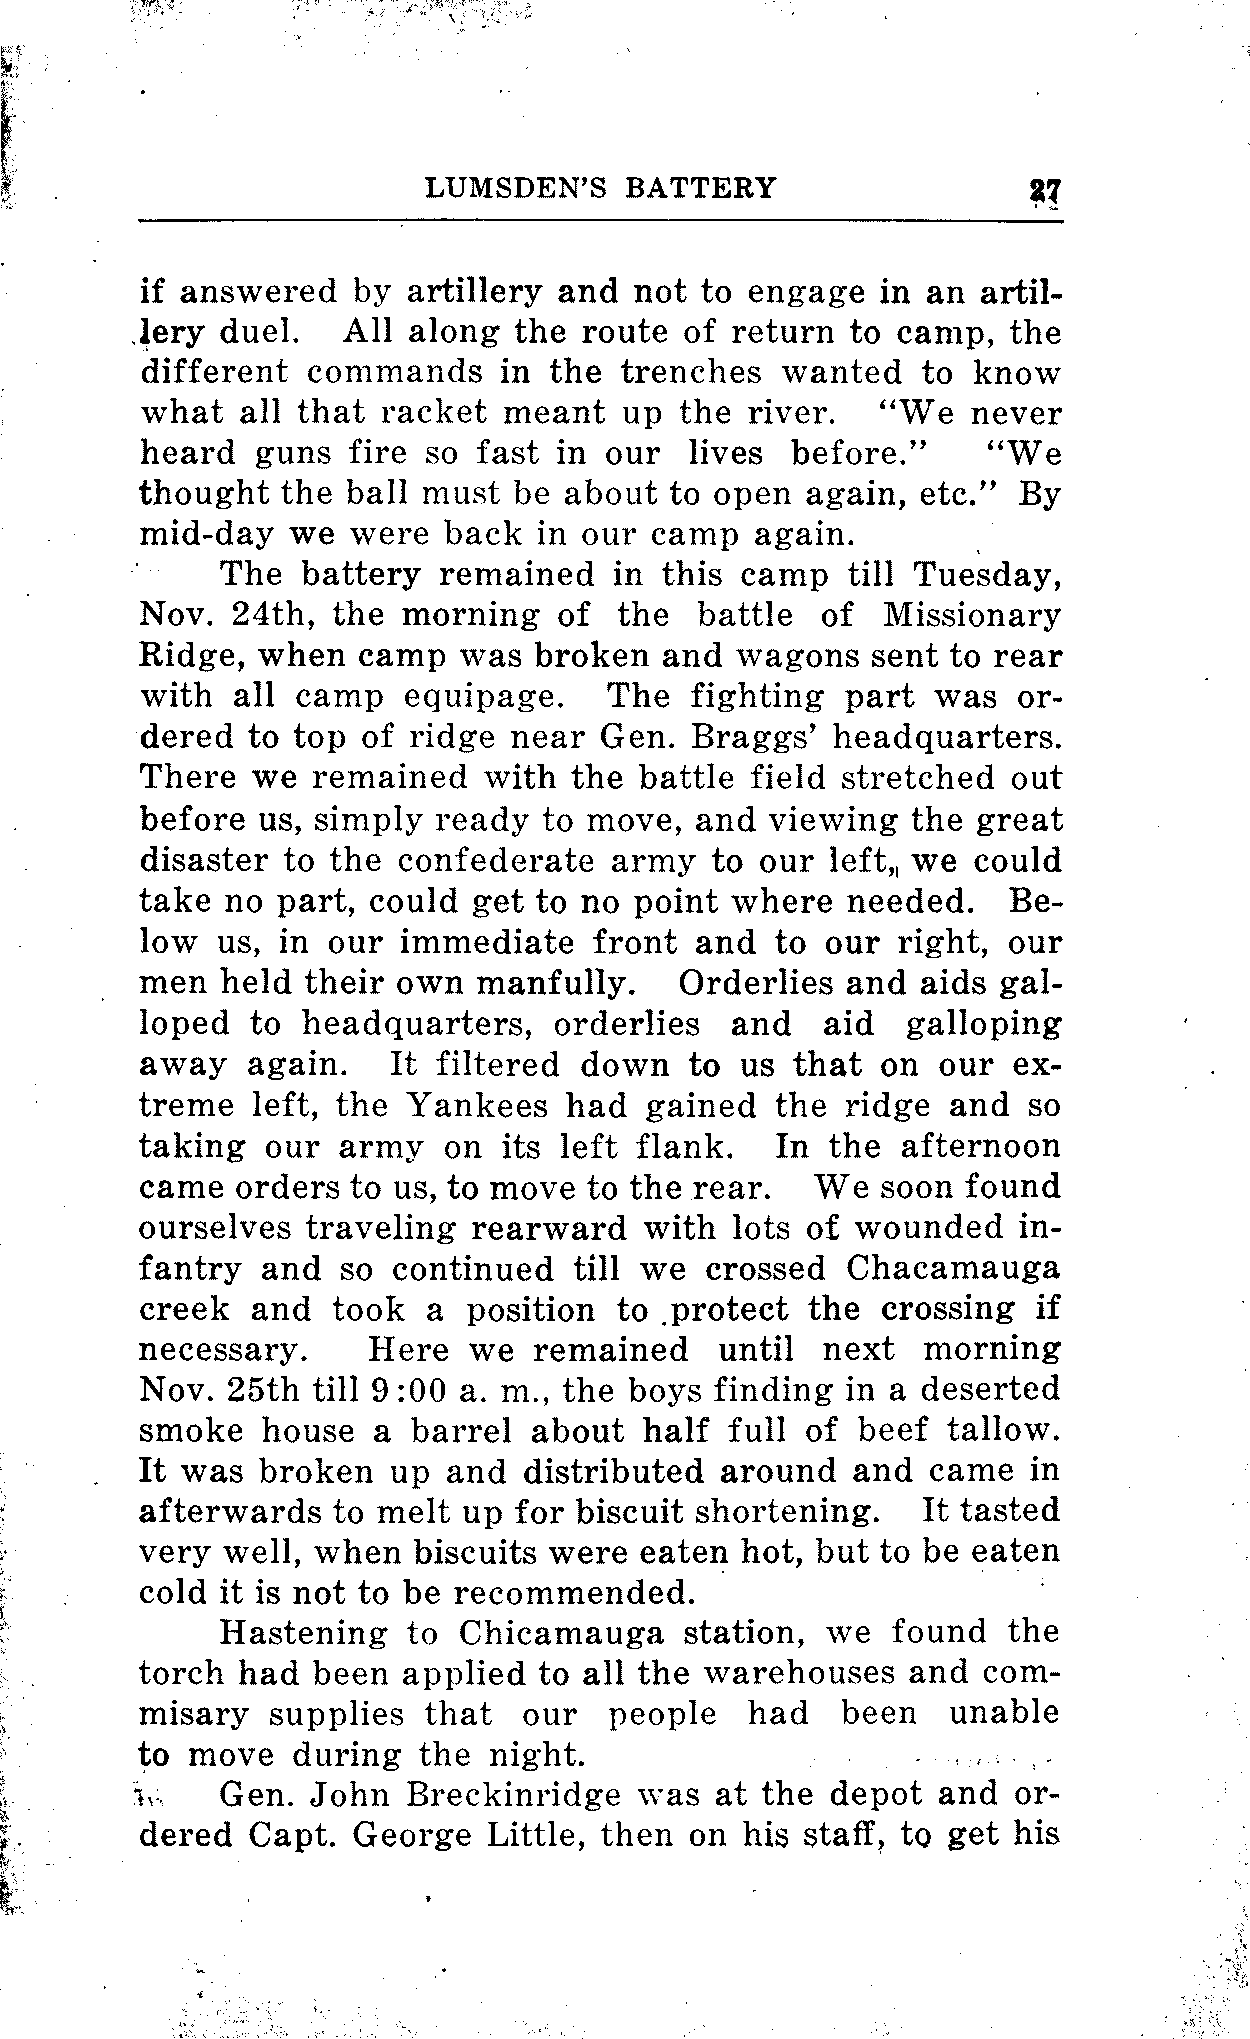 LUMSDEN'S BATTERY 27
if answered by artillery and not to engage in an artil-
lery duel. All along the route of return to camp, the
different commands in the trenches wanted to know
what all that racket meant up the river. "We never
heard guns fire so fast in our lives before." "We
thought the ball must be about to open again, etc." By
mid-day we were back in our camp again.
The battery remained in this camp till Tuesday,
Nov. 24th, the morning of the battle of Missionary
Ridge, when camp was broken and wagons sent to rear
with all camp equipage. The fighting part was or-
dered to top of ridge near Gen. Braggs' headquarters.
There we remained with the battle field stretched out
before us, simply ready to move, and viewing the great
disaster to the confederate army to our left,, we could
take no part, could get to no point where needed. Be-
low us, in our immediate front and to our right, our
men held their own manfully. Orderlies and aids gal-
loped to headquarters, orderlies and aid galloping
away again. It filtered down to us that on our ex-
treme left, the Yankees had gained the ridge and so
taking our army on its left flank. In the afternoon
came orders to us, to move to the rear. We soon found
ourselves traveling rearward with lots of wounded in-
fantry and so continued till we crossed Chacamauga
creek and took a position to protect the crossing if
necessary. Here we remained until next morning
Nov. 25th till 9:00 a. m., the boys finding in a deserted
smoke house a barrel about half full of beef tallow.
It was broken up and distributed around and came in
afterwards to melt up for biscuit shortening. It tasted
very well, when biscuits were eaten hot, but to be eaten
cold it is not to be recommended.
Hastening to Chicamauga station, we found the
torch had been applied to all the warehouses and com-
misary supplies that our people had been unable
to move during the night.
Gen. John Breckinridge was at the depot and or-
dered Capt. George Little, then on his staff, to get his